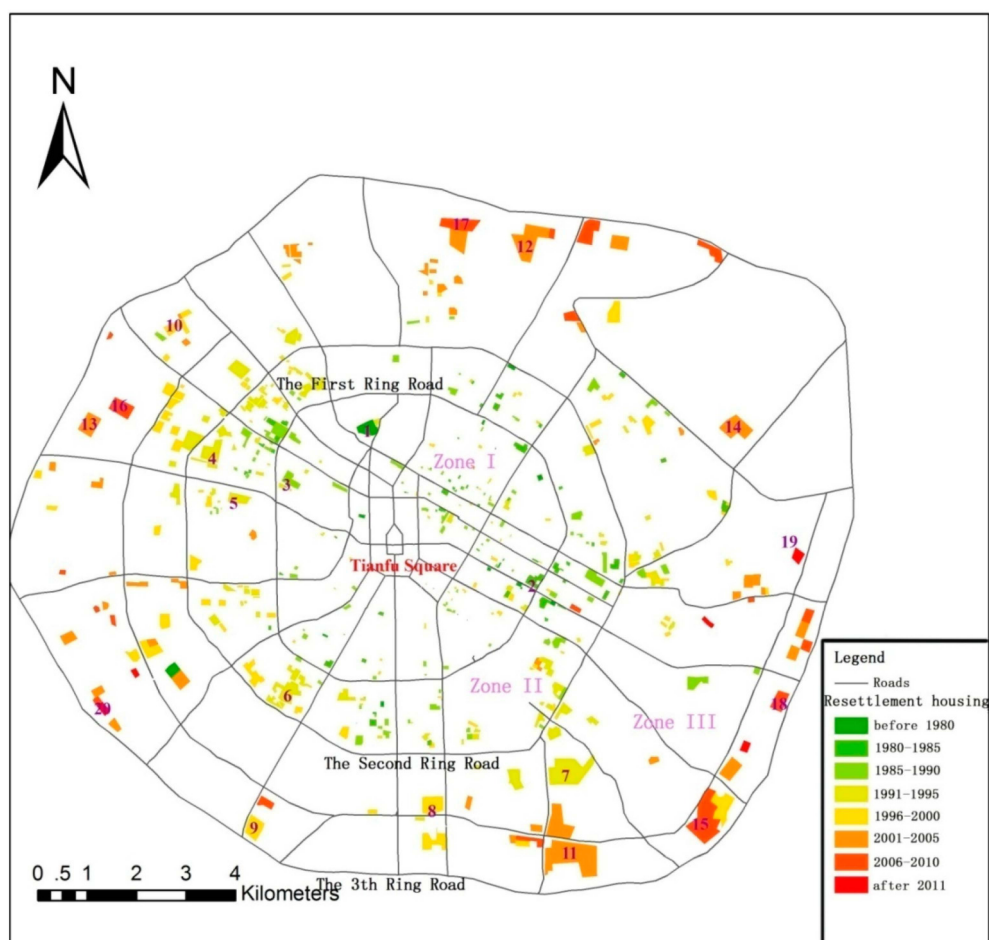 N
17
12
10
The First Ring Road
16
13
1
14
4
Zone I
3
5
19
Tianfu Square
2
Zone II
6
20
18
Zone III
The Second Ring Road
7
8
9
15
11
The 3th Ring Road
0 .5 1 2 3 4
Kilometers
Legend
Roads
Resettlement housing
before 1980
1980-1985
1985-1990
1991-1995
1996-2000
2001-2005
2006-2010
after 2011